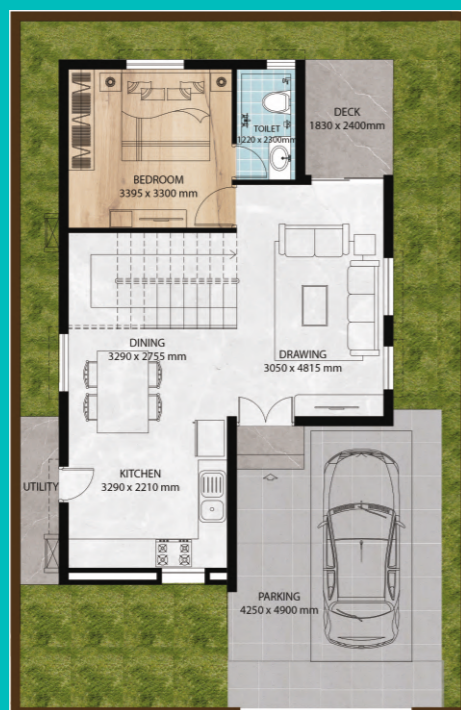 DECK
1830 x 2400mm
TOILET
1220 x 2300mm
BEDROOM
3395 x 3300 mm
DINING
3290 x 2755 mm
DRAWING
3050 x 4815 mm
KITCHEN
3290 x 2210 mm
UTILITY
PARKING
4250 x 4900 mm